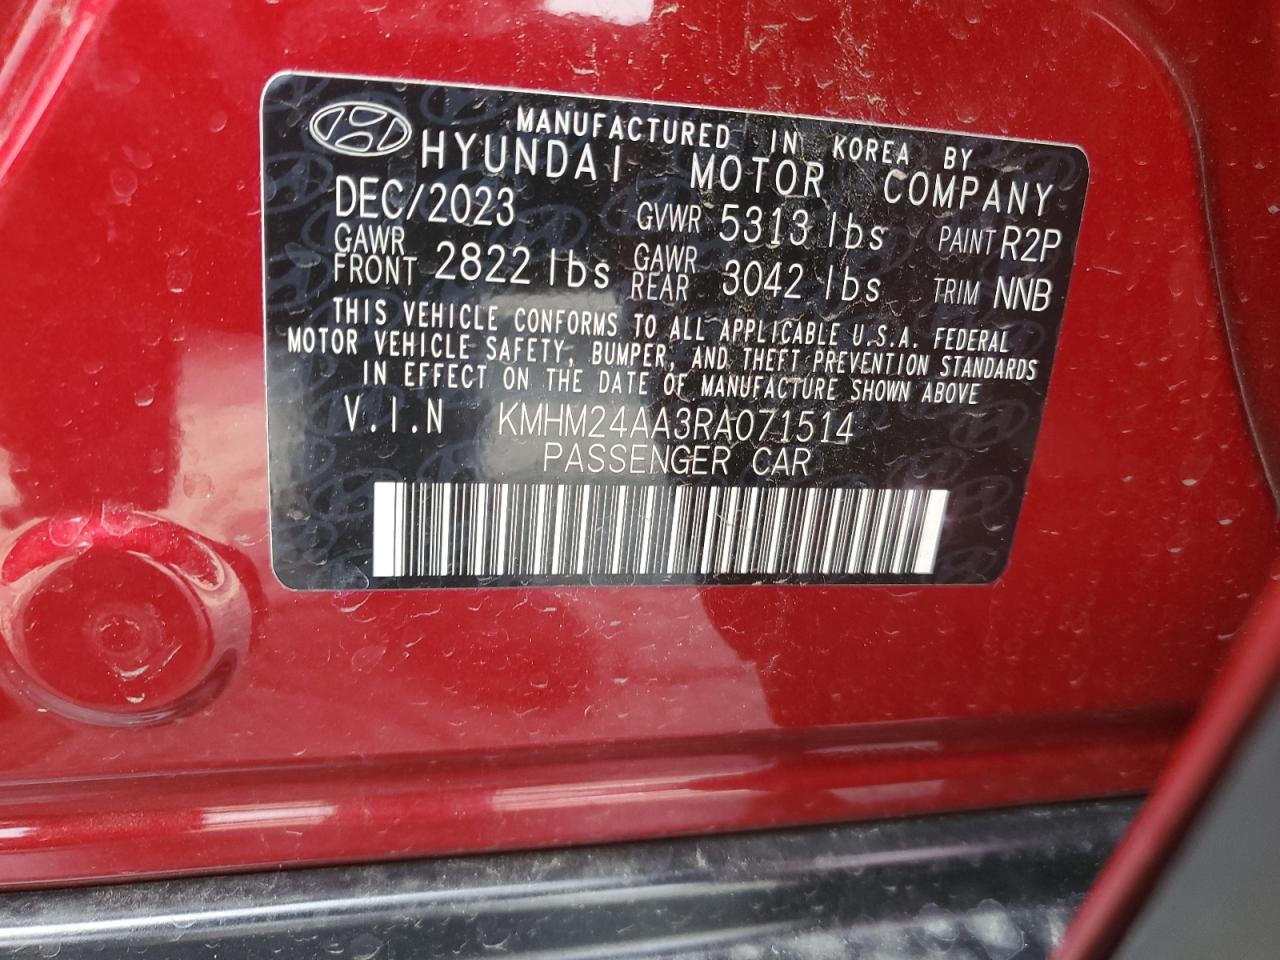 MANUFACTURED IN KOREA BY
HYUNDAI MOTOR COMPANY
DEC/2023 GVWR 5313 lbs PAINT R2P
GAWR FRONT 2822 lbs GAWR REAR 3042 lbs TRIM NNB
THIS VEHICLE CONFORMS TO ALL APPLICABLE U.S.A. FEDERAL
MOTOR VEHICLE SAFETY, BUMPER, AND THEFT PREVENTION STANDARDS
IN EFFECT ON THE DATE OF MANUFACTURE SHOWN ABOVE
V.I.N KMHM24AA3RA071514
PASSENGER CAR